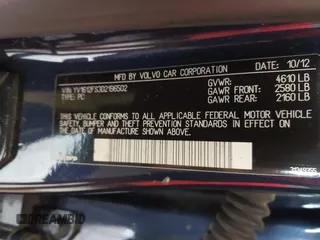 MFD BY VOLVO CAR CORPORATION
DATE: 10/12
VIN: YV1612FS3D2186502
TYPE: PC
GVWR: 4610 LB
GAWR FRONT: 2580 LB
GAWR REAR: 2160 LB
THIS VEHICLE CONFORMS TO ALL APPLICABLE FEDERAL MOTOR VEHICLE
SAFETY, BUMPER AND THEFT PREVENTION STANDARDS IN EFFECT
ON THE DATE OF MANUFACTURE SHOWN ABOVE.
DREAMBID